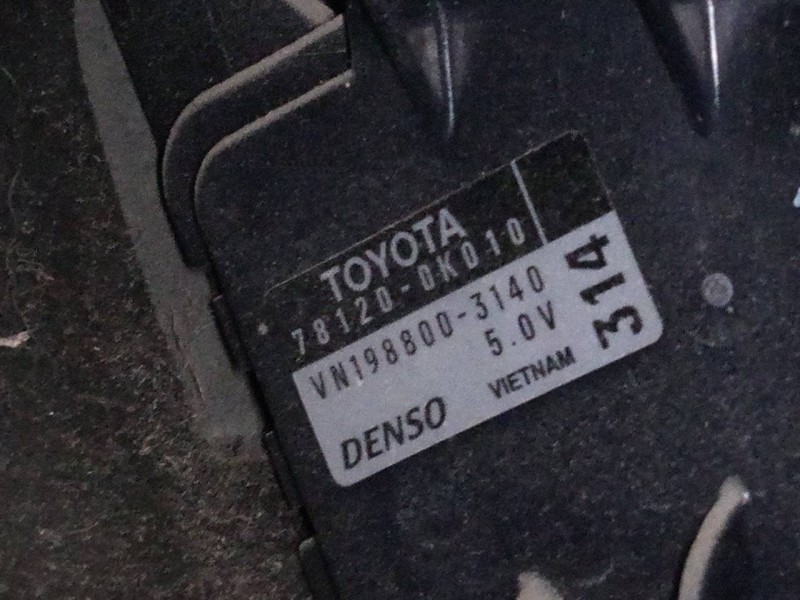 TOYOTA
78120-0K010
VN198800-3140
5.0V
314
DENSO
VIETNAM